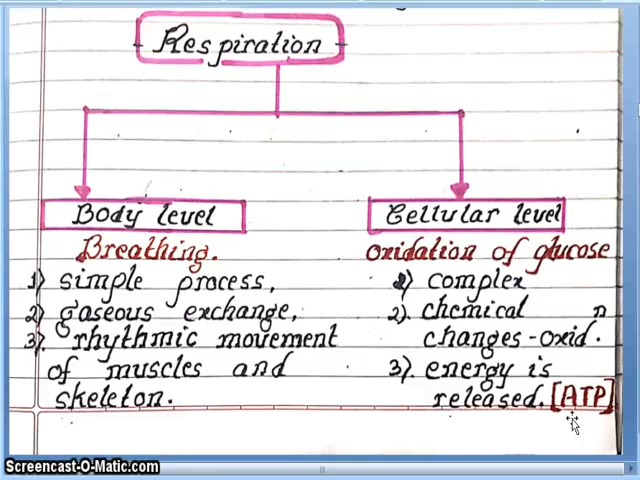 Respiration
Body level
Cellular level
Breathing.
oxidation of glucose
1) simple process,
2) gaseous exchange,
3). rhythmic movement
of muscles and
skeleton.
1) complex
2). chemical n
changes-oxid.
3). energy is
released. [ATP]
Screencast-O-Matic.com